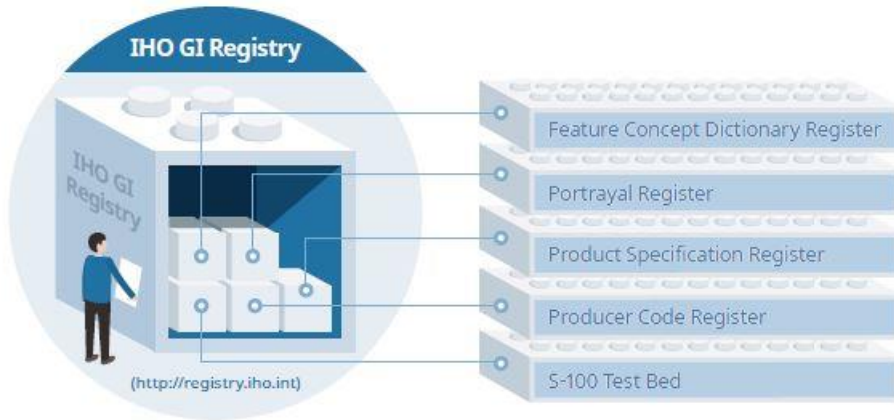 IHO GI Registry
IHO GI
Registry
(http://registry.iho.int)
Feature Concept Dictionary Register
Portrayal Register
Product Specification Register
Producer Code Register
S-100 Test Bed